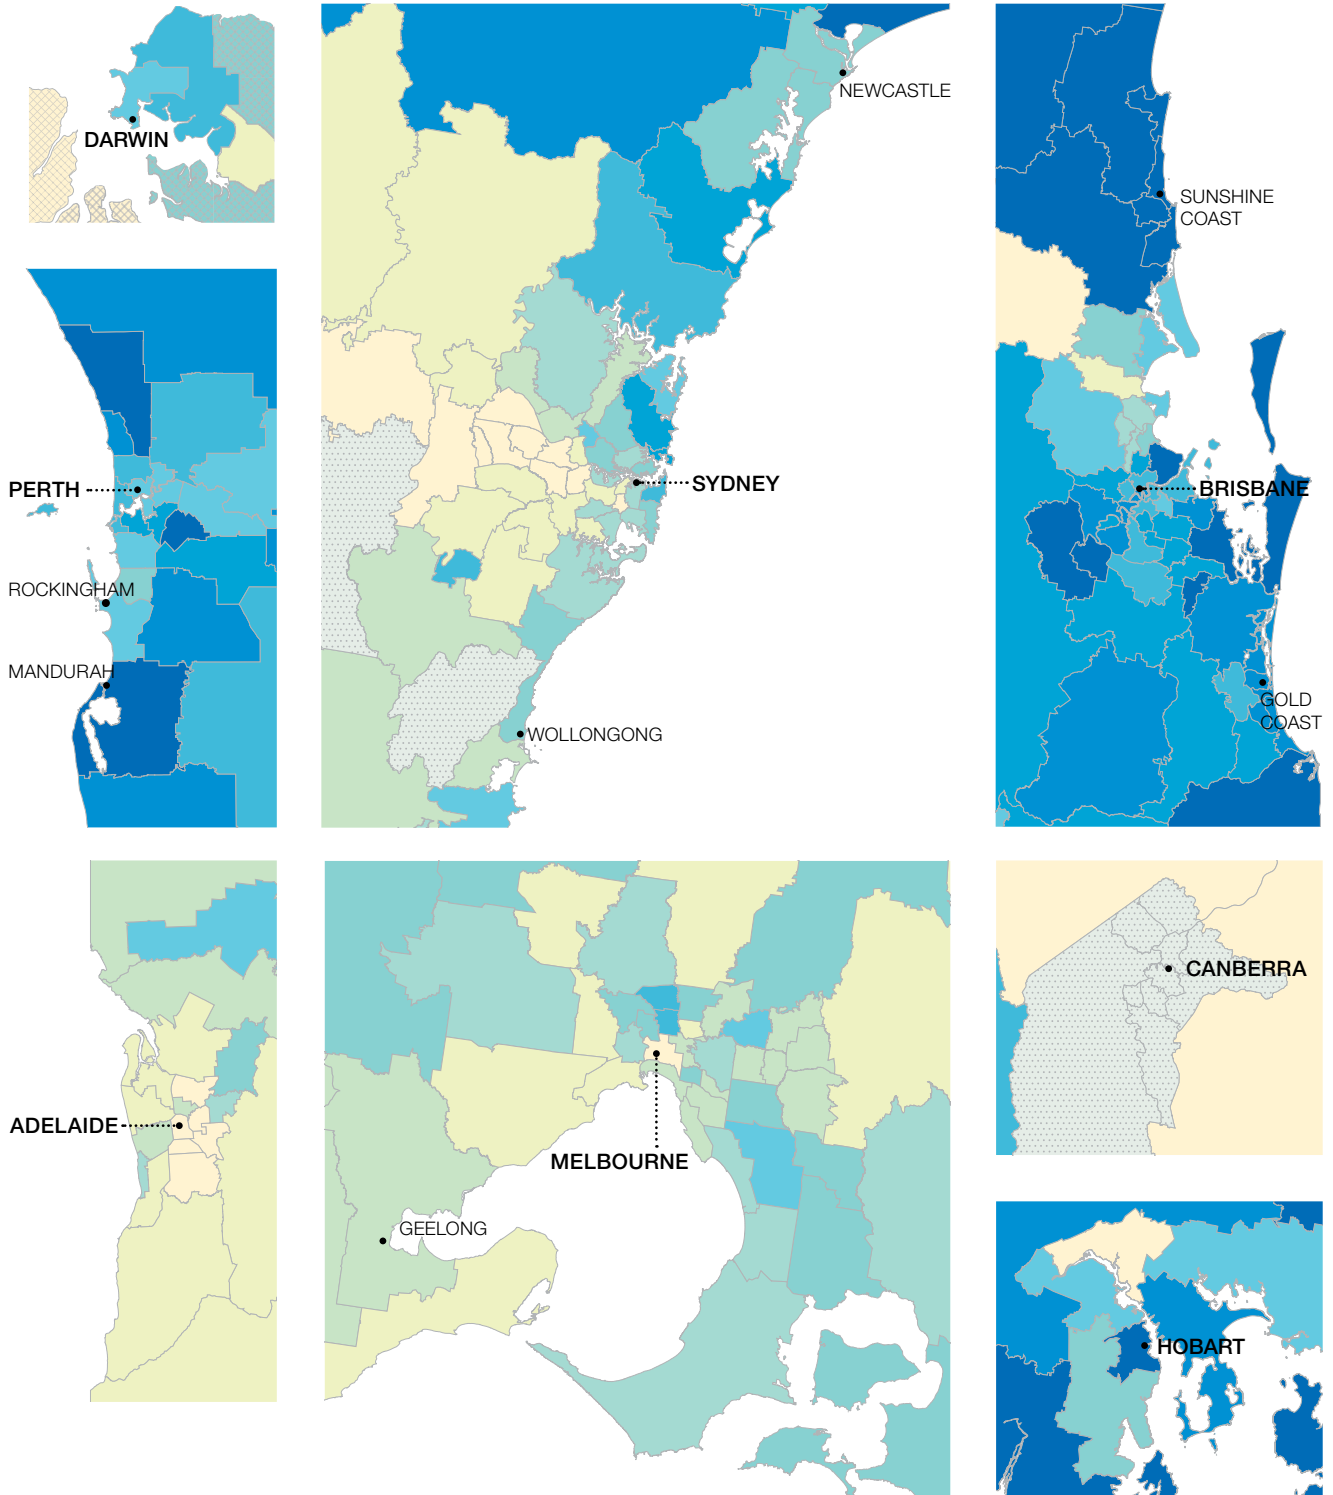 DARWIN
NEWCASTLE
SUNSHINE
COAST
PERTH
SYDNEY
BRISBANE
ROCKINGHAM
MANDURAH
WOLLONGONG
GOLD
COAST
CANBERRA
ADELAIDE
MELBOURNE
GEELONG
HOBART